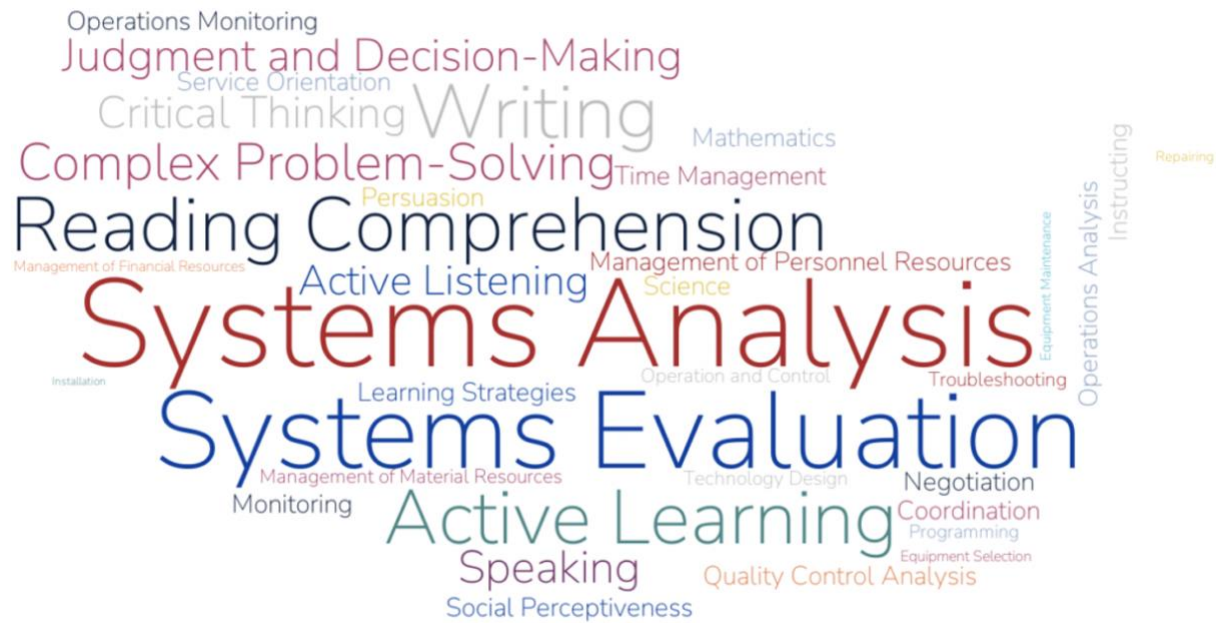 Operations Monitoring
Judgment and Decision-Making
Service Orientation
Critical Thinking
Writing
Mathematics
Instructing
Repairing
Complex Problem-Solving
Time Management
Persuasion
Reading Comprehension
Operations Analysis
Equipment Maintenance
Management of Financial Resources
Active Listening
Management of Personnel Resources
Science
Systems Analysis
Installation
Learning Strategies
Operation and Control
Troubleshooting
Systems Evaluation
Management of Material Resources
Technology Design
Negotiation
Monitoring
Active Learning
Coordination
Programming
Equipment Selection
Speaking
Quality Control Analysis
Social Perceptiveness